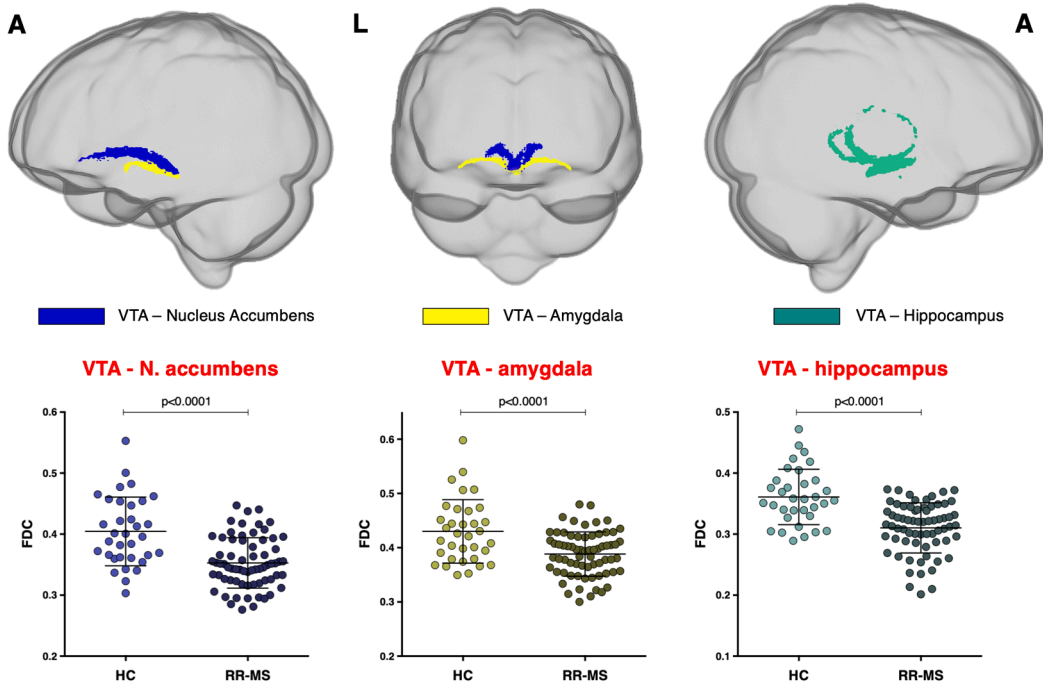 A
L
A
VTA – Nucleus Accumbens
VTA – Amygdala
VTA – Hippocampus
VTA - N. accumbens
p<0.0001
0.6
0.5
0.4
0.3
0.2
FDC
HC
RR-MS
VTA - amygdala
p<0.0001
0.6
0.5
0.4
0.3
0.2
FDC
HC
RR-MS
VTA - hippocampus
p<0.0001
0.5
0.4
0.3
0.2
0.1
FDC
HC
RR-MS